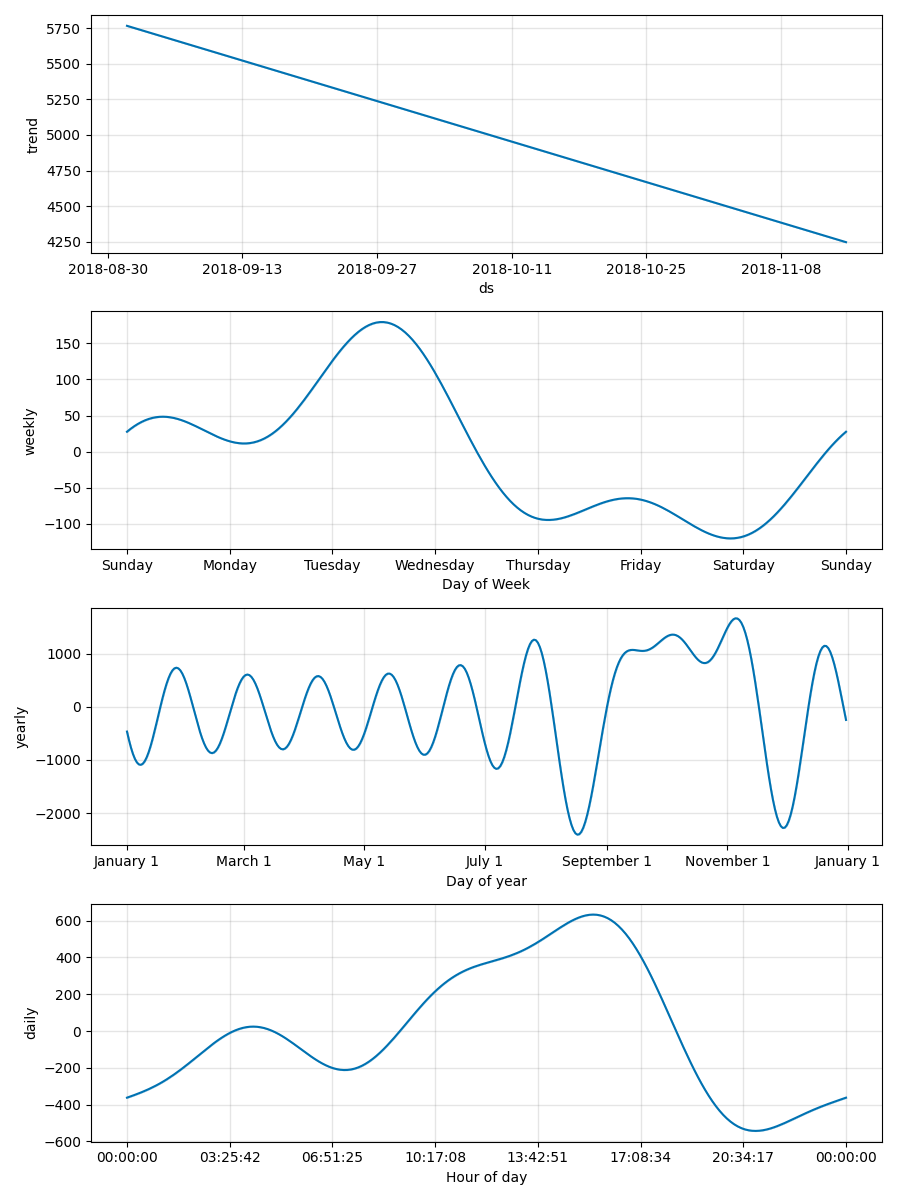 5750
5500
5250
5000
4750
4500
4250
trend
2018-08-30 2018-09-13 2018-09-27 2018-10-11 2018-10-25 2018-11-08
ds
150
100
50
0
−50
−100
weekly
Sunday Monday Tuesday Wednesday Thursday Friday Saturday Sunday
Day of Week
1000
0
−1000
−2000
yearly
January 1 March 1 May 1 July 1 September 1 November 1 January 1
Day of year
600
400
200
0
−200
−400
−600
daily
00:00:00 03:25:42 06:51:25 10:17:08 13:42:51 17:08:34 20:34:17 00:00:00
Hour of day